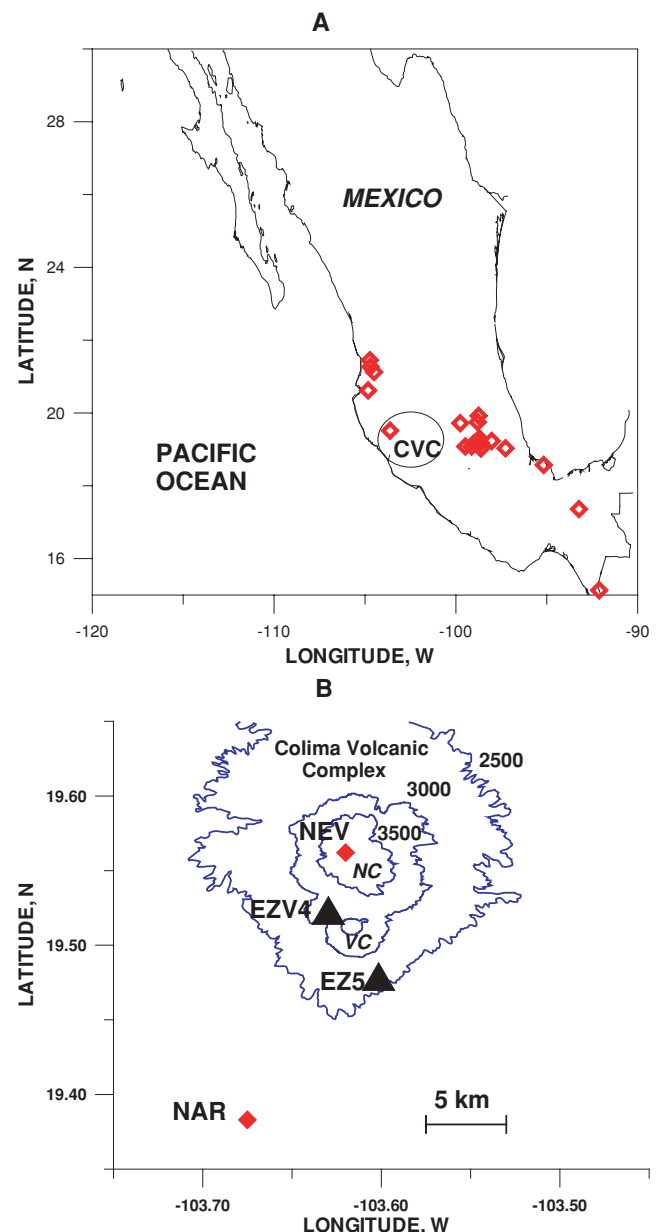 A
28
24
20
16
LATITUDE, N
MEXICO
PACIFIC
OCEAN
CVC
-120
-110
-100
-90
LONGITUDE, W
B
Colima Volcanic
Complex
2500
3000
3500
19.60
19.50
19.40
LATITUDE, N
NEV
NC
EZV4
VC
EZ5
NAR
5 km
-103.70
-103.60
-103.50
LONGITUDE, W